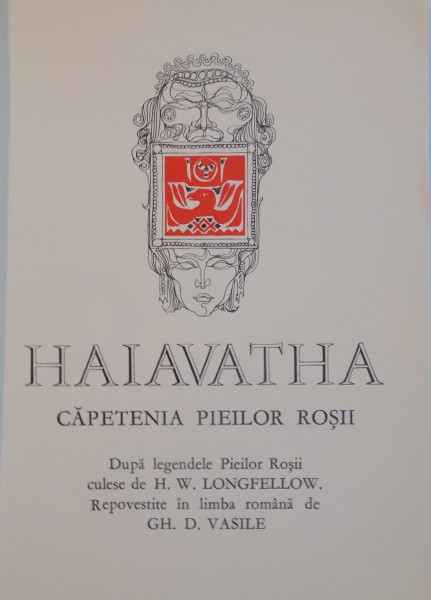 HAIAVATHA
CĂPETENIA PIEILOR ROȘII
După legendele Pieilor Roșii
culese de H. W. LONGFELLOW.
Repovestite în limba română de
GH. D. VASILE